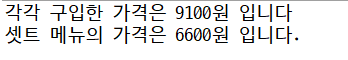 각각 구입한 가격은 9100원 입니다
셋트 메뉴의 가격은 6600원 입니다.